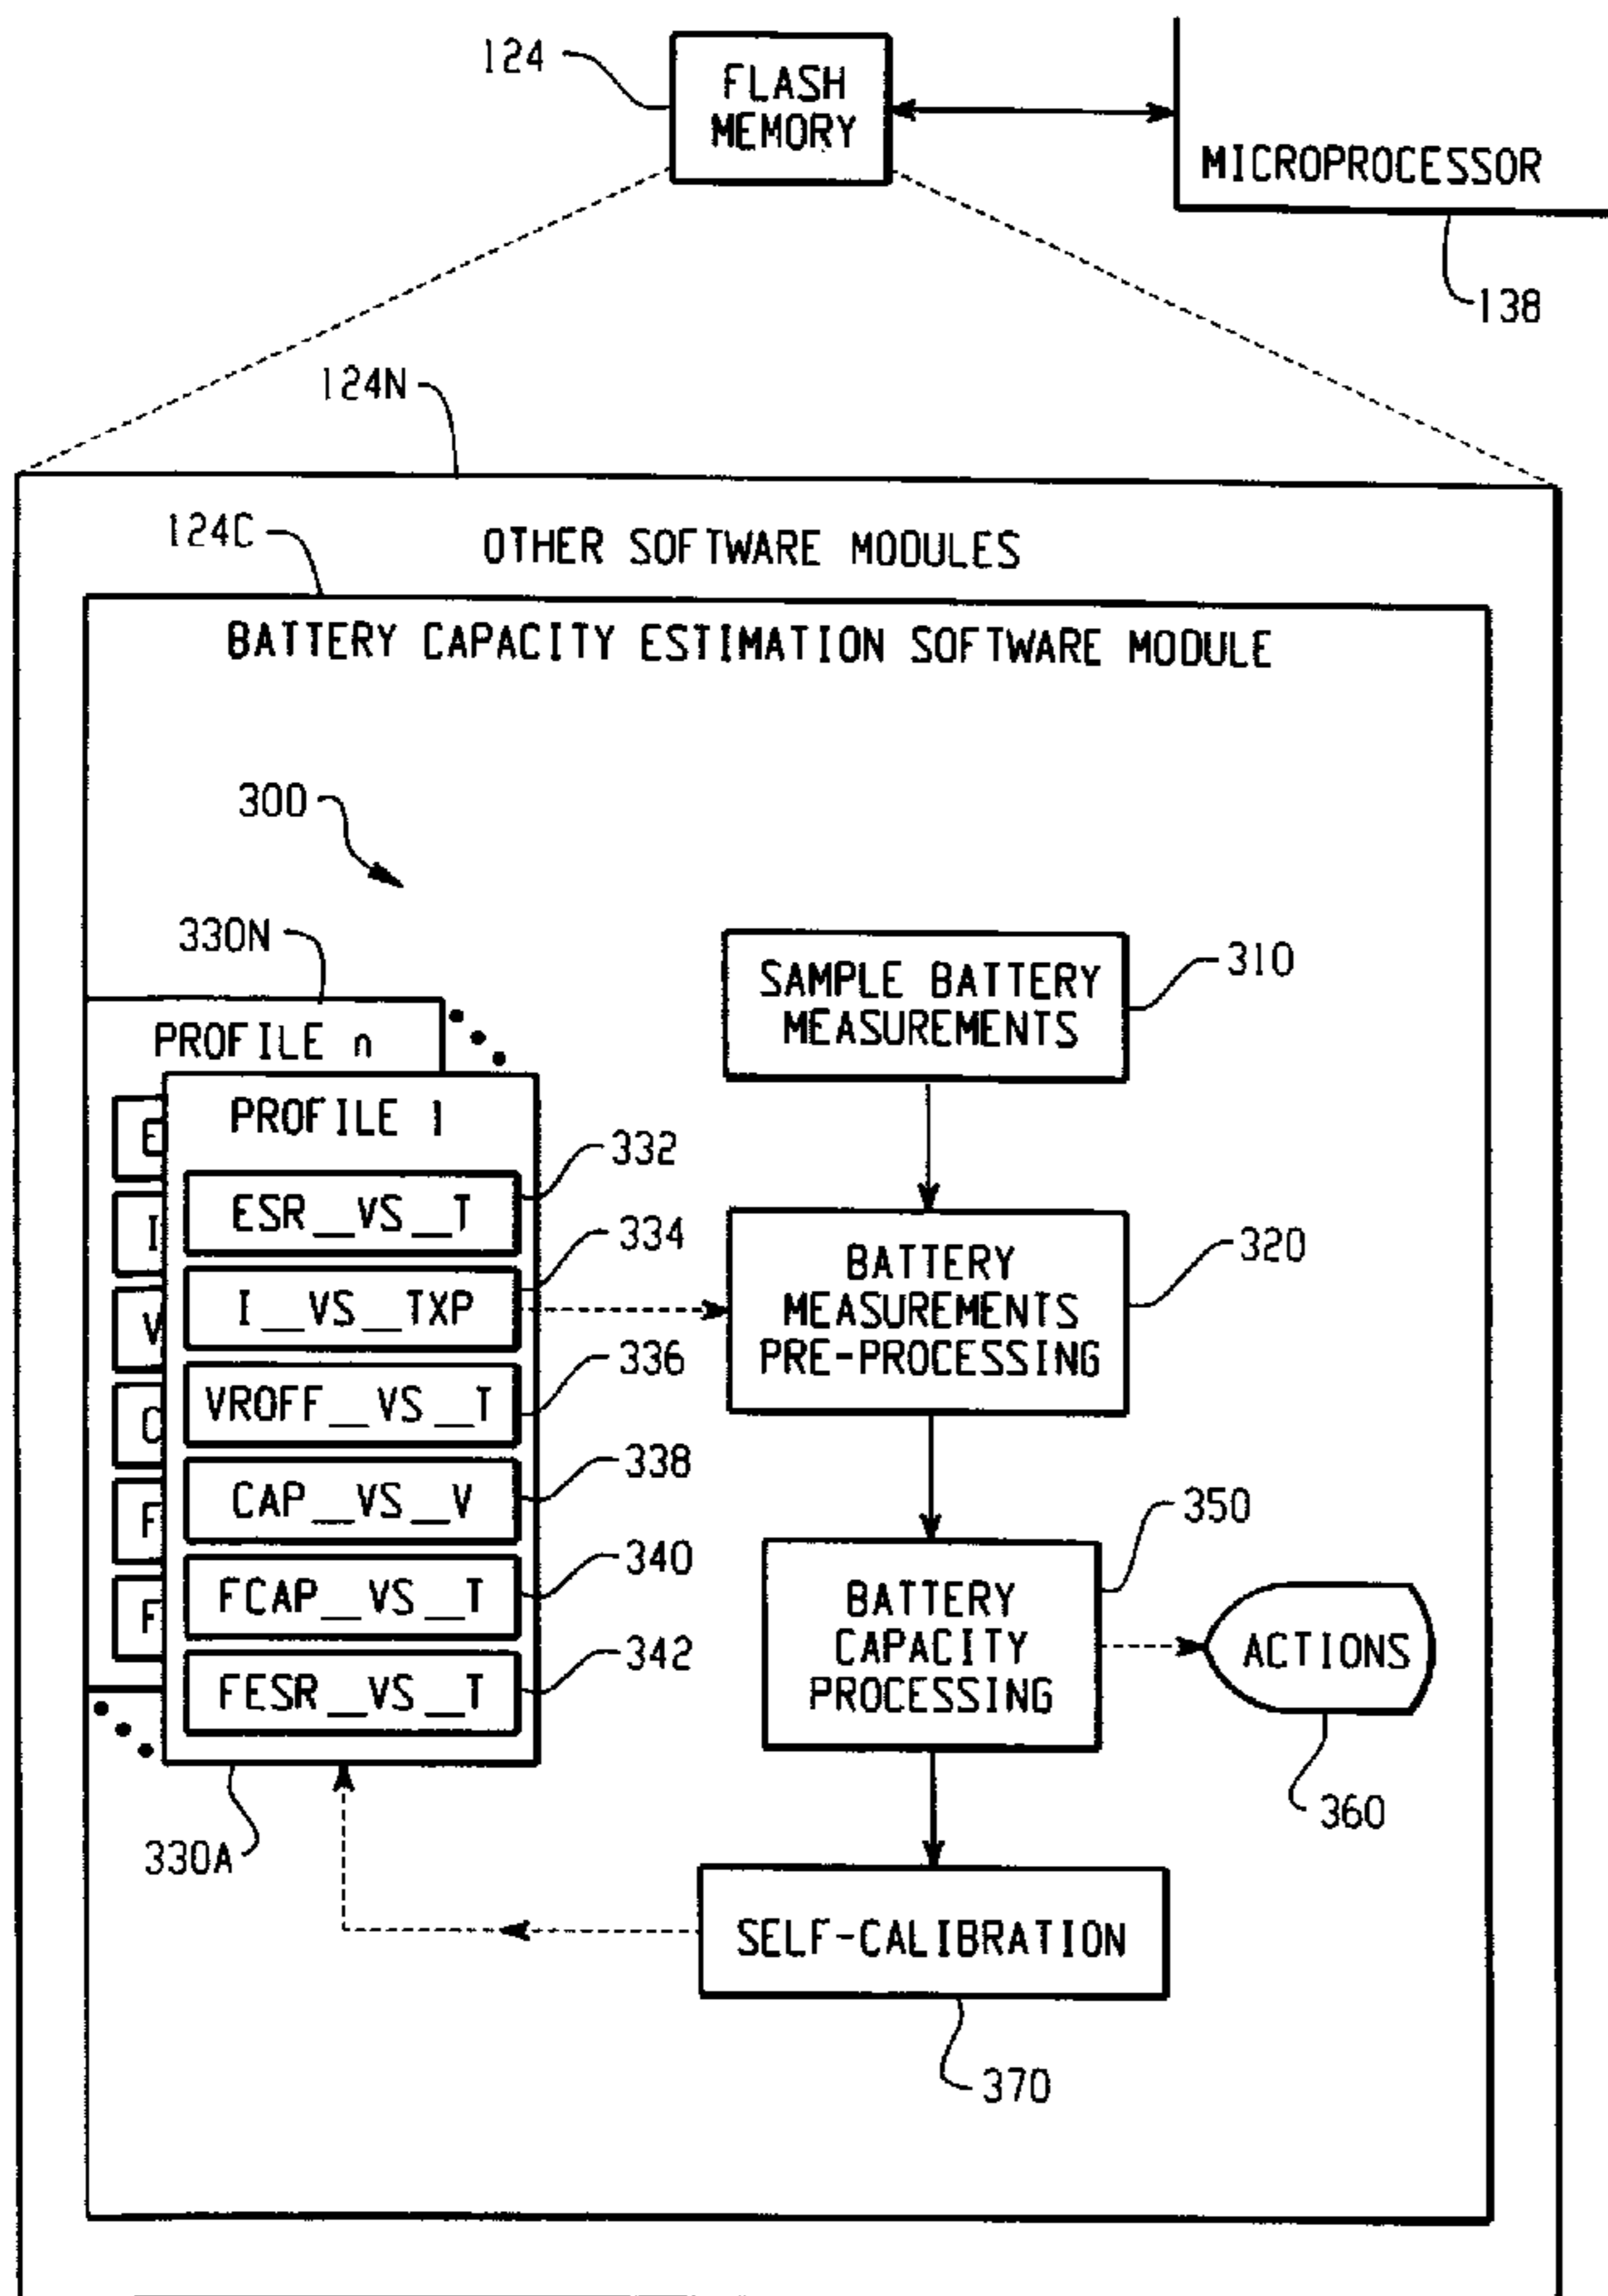 124
FLASH
MEMORY
MICROPROCESSOR
138
124N
124C
OTHER SOFTWARE MODULES
BATTERY CAPACITY ESTIMATION SOFTWARE MODULE
300
330N
PROFILE n
E
I
V
C
F
F
PROFILE 1
ESR__VS__T
I__VS__TXP
VROFF__VS__T
CAP__VS__V
FCAP__VS__T
FESR__VS__T
332
334
336
338
340
342
330A
SAMPLE BATTERY
MEASUREMENTS
310
BATTERY
MEASUREMENTS
PRE-PROCESSING
320
BATTERY
CAPACITY
PROCESSING
350
ACTIONS
360
SELF-CALIBRATION
370